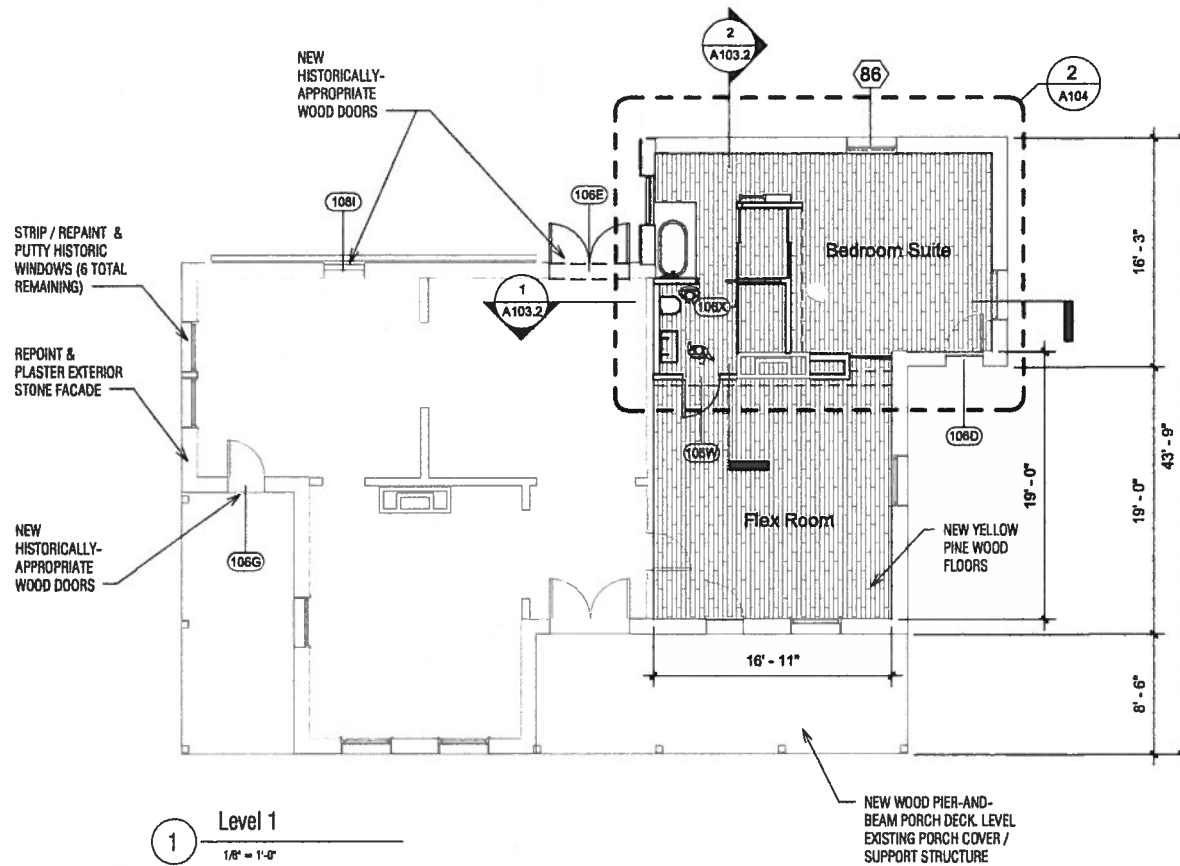 2
A103.2
86
2
A104
NEW
HISTORICALLY-
APPROPRIATE
WOOD DOORS
108I
106E
STRIP / REPAINT &
PUTTY HISTORIC
WINDOWS (6 TOTAL
REMAINING)
1
A103.2
106X
Bedroom Suite
16' - 3"
REPOINT &
PLASTER EXTERIOR
STONE FACADE
106W
106D
43' - 9"
19' - 0"
19' - 0"
Flex Room
NEW YELLOW
PINE WOOD
FLOORS
NEW
HISTORICALLY-
APPROPRIATE
WOOD DOORS
106G
16' - 11"
8' - 6"
NEW WOOD PIER-AND-
BEAM PORCH DECK. LEVEL
EXISTING PORCH COVER /
SUPPORT STRUCTURE
1
Level 1
1/8" = 1'-0"